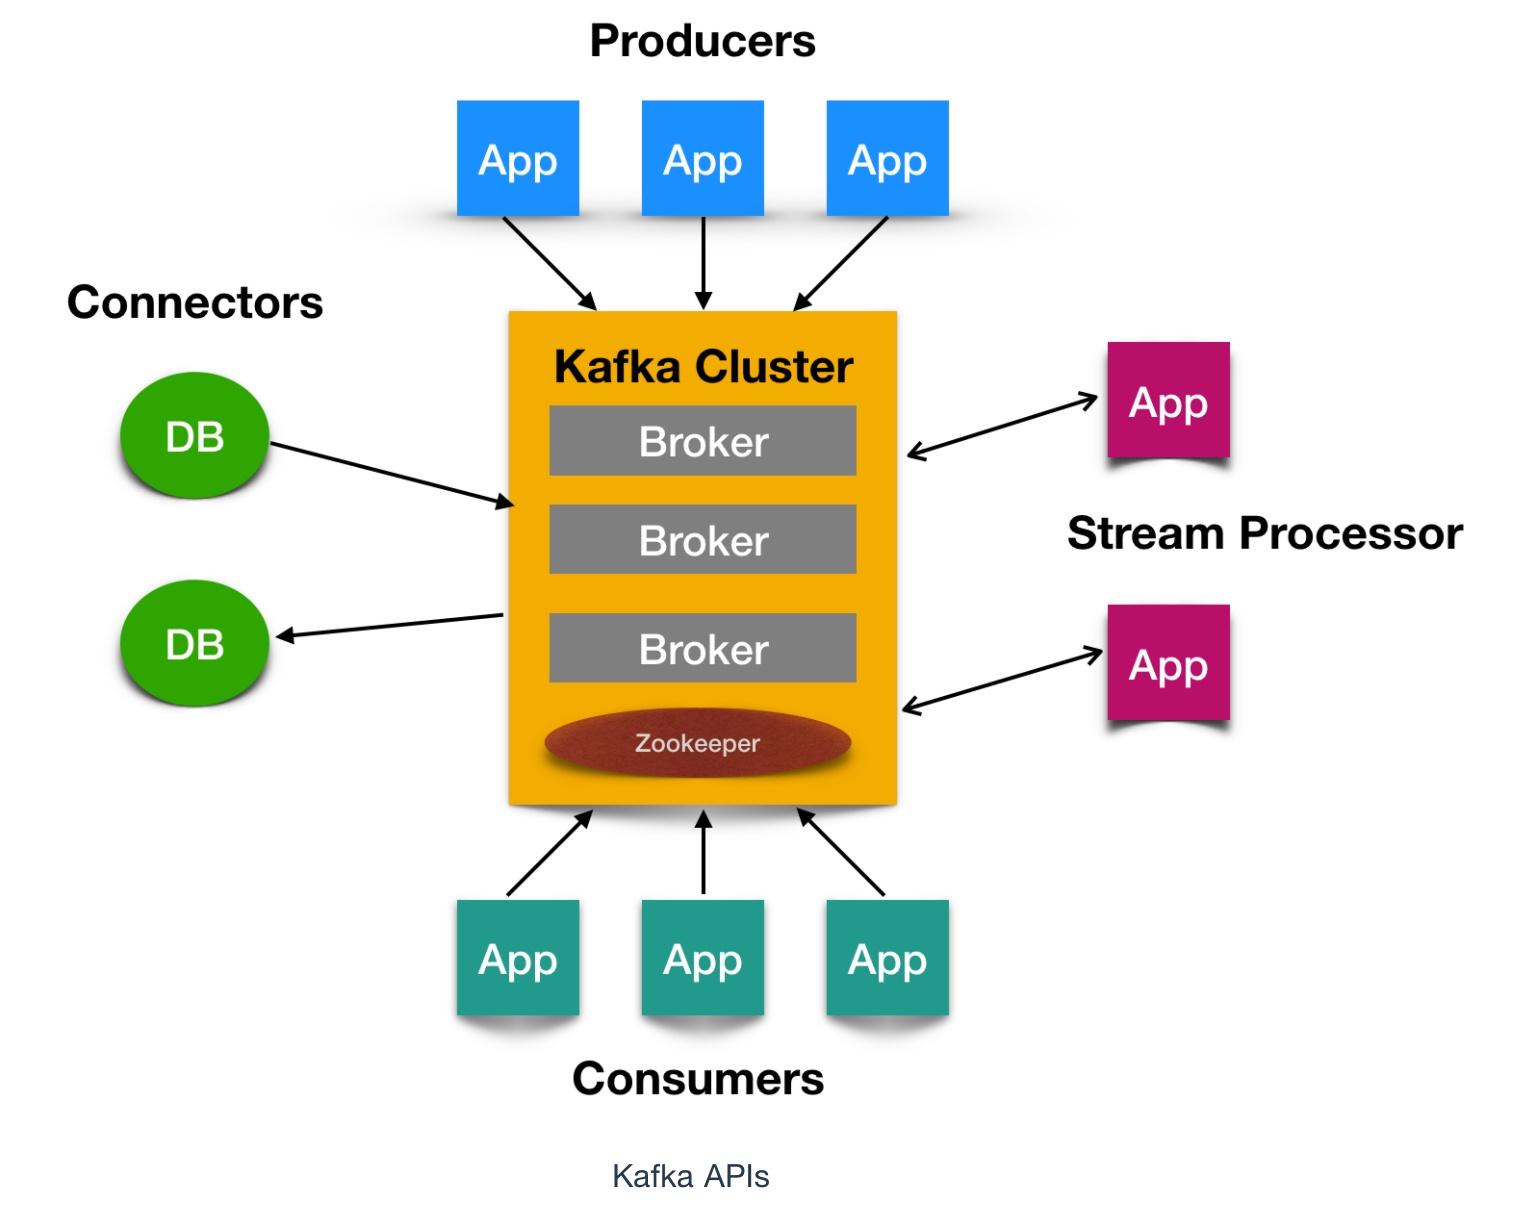 Producers
App
App
App
Connectors
DB
DB
Kafka Cluster
Broker
Broker
Broker
Zookeeper
App
Stream Processor
App
App
App
App
Consumers
Kafka APIs